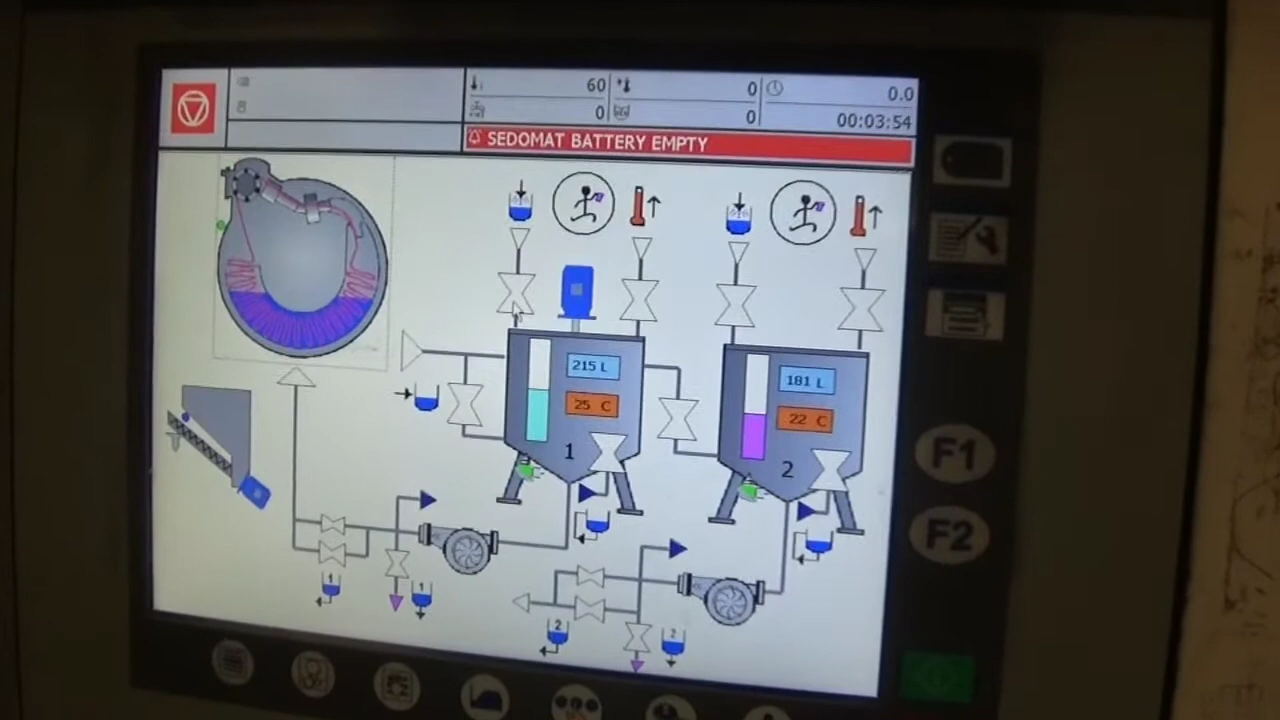 60
0
0.0
0
0
00:03:54
SEDOMAT BATTERY EMPTY
215 L
25 C
1
181 L
22 C
2
1
1
2
2
F1
F2